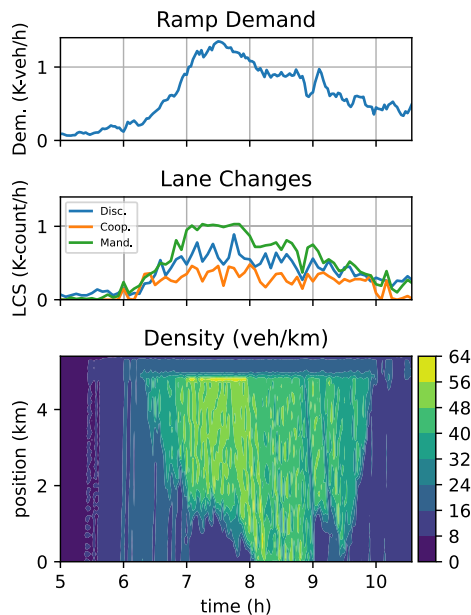 Ramp Demand
Dem. (K-veh/h)
1
0
Lane Changes
LCS (K-count/h)
1
0
Disc.
Coop.
Mand.
Density (veh/km)
position (km)
4
2
0
5 6 7 8 9 10
time (h)
64
56
48
40
32
24
16
8
0